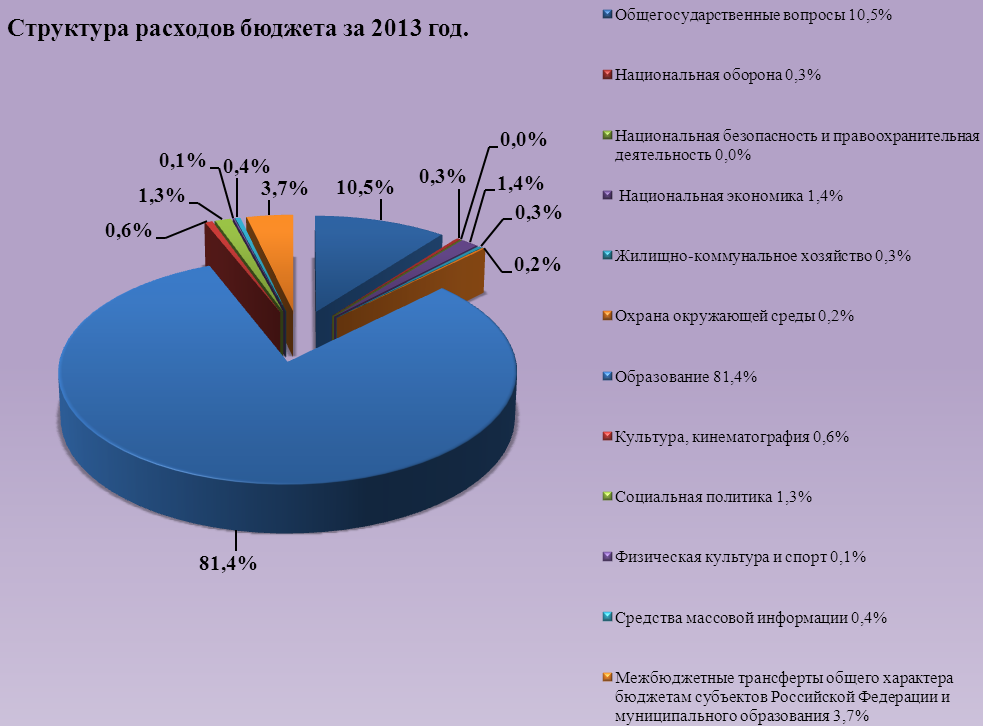 Структура расходов бюджета за 2013 год.
0,0%
0,1%
0,4%
3,7%
10,5%
0,3%
1,4%
1,3%
0,3%
0,6%
0,2%
81,4%
Общегосударственные вопросы 10,5%
Национальная оборона 0,3%
Национальная безопасность и правоохранительная
деятельность 0,0%
Национальная экономика 1,4%
Жилищно-коммунальное хозяйство 0,3%
Охрана окружающей среды 0,2%
Образование 81,4%
Культура, кинематография 0,6%
Социальная политика 1,3%
Физическая культура и спорт 0,1%
Средства массовой информации 0,4%
Межбюджетные трансферты общего характера
бюджетам субъектов Российской Федерации и
муниципального образования 3,7%